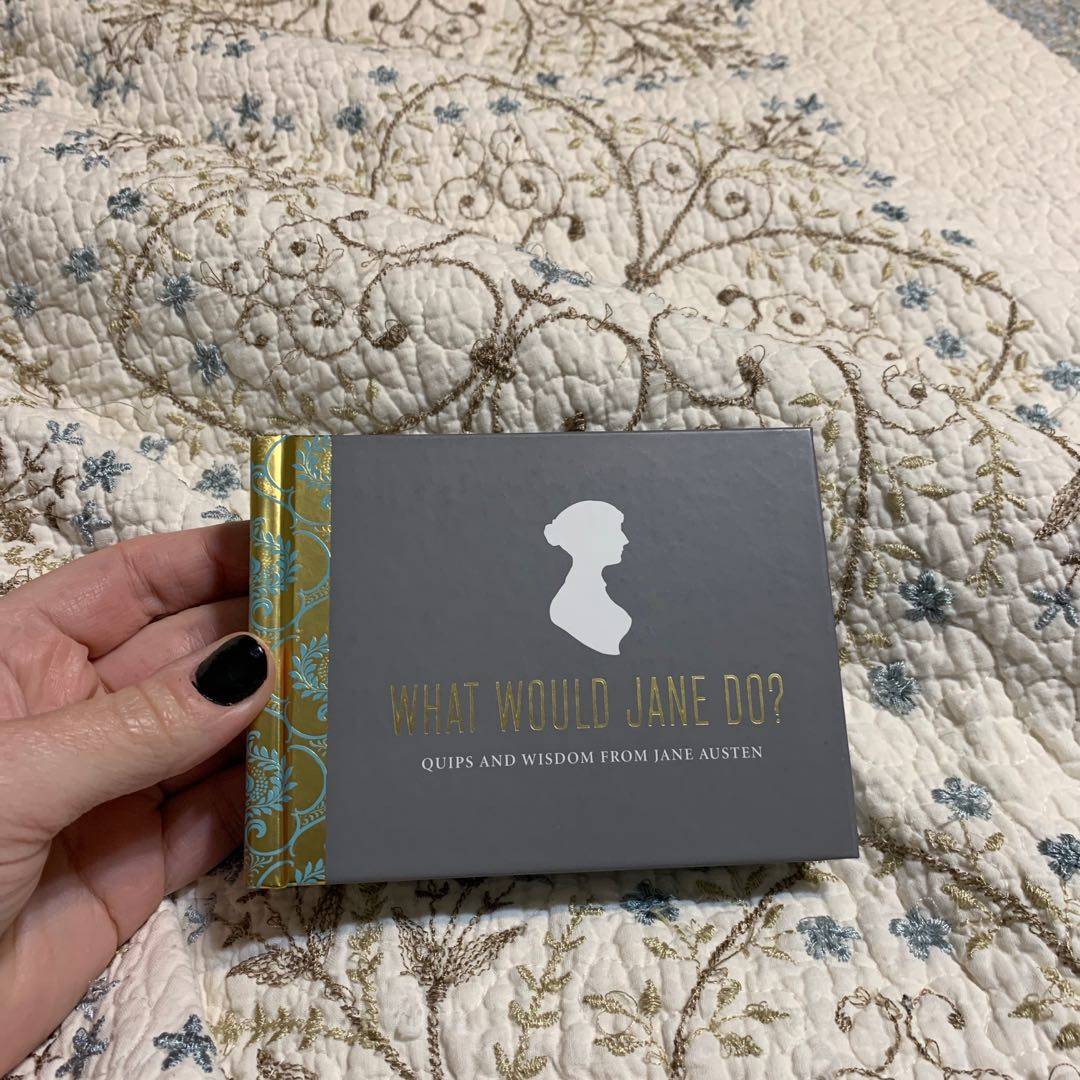 WHAT WOULD JANE DO?
QUIPS AND WISDOM FROM JANE AUSTEN